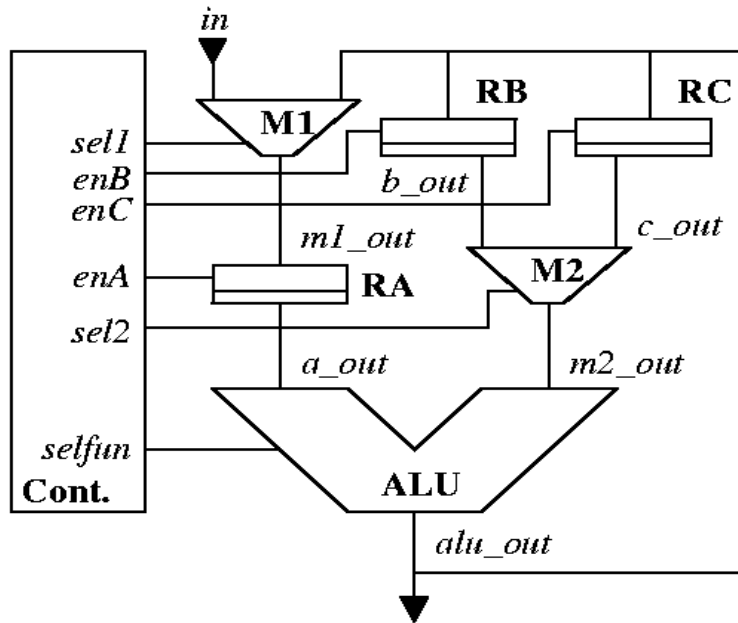 in
RB
RC
M1
sel1
enB
b_out
enC
c_out
m1_out
M2
enA
RA
sel2
a_out
m2_out
selfun
ALU
Cont.
alu_out